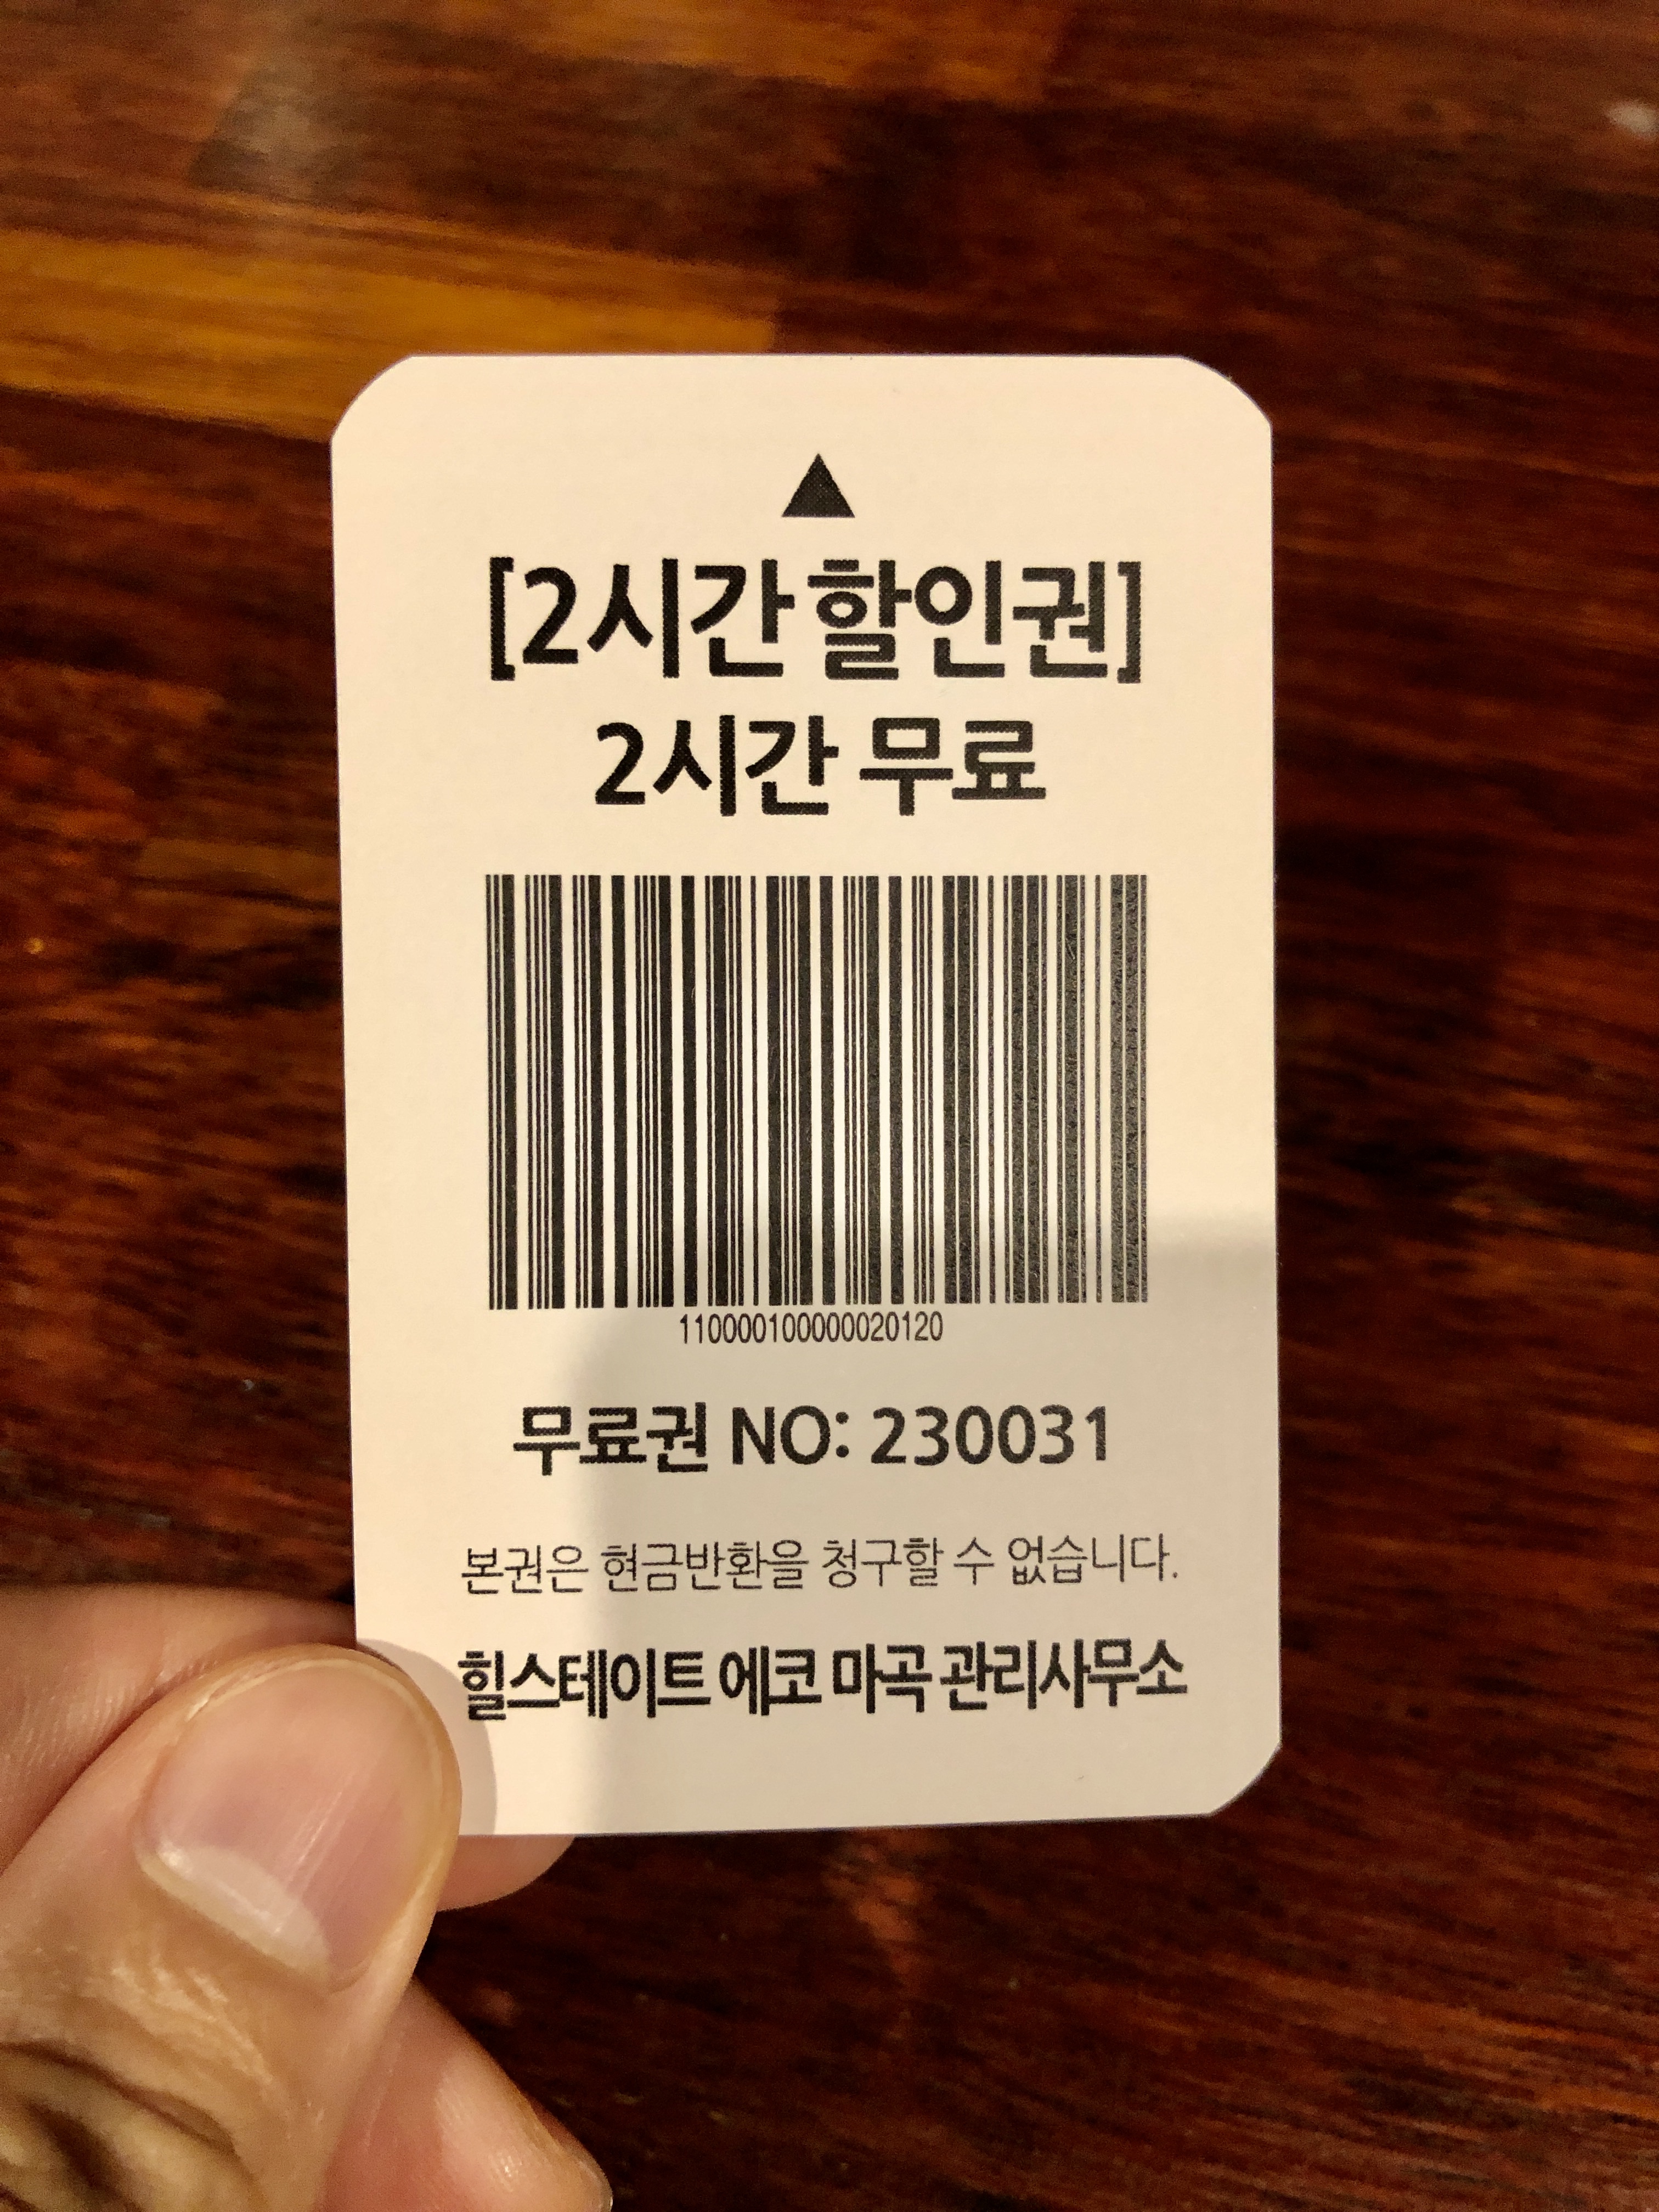 ▲
[2시간 할인권]
2시간 무료
110000100000020120
무료권 NO: 230031
본권은 현금반환을 청구할 수 없습니다.
힐스테이트 에코 마곡 관리사무소